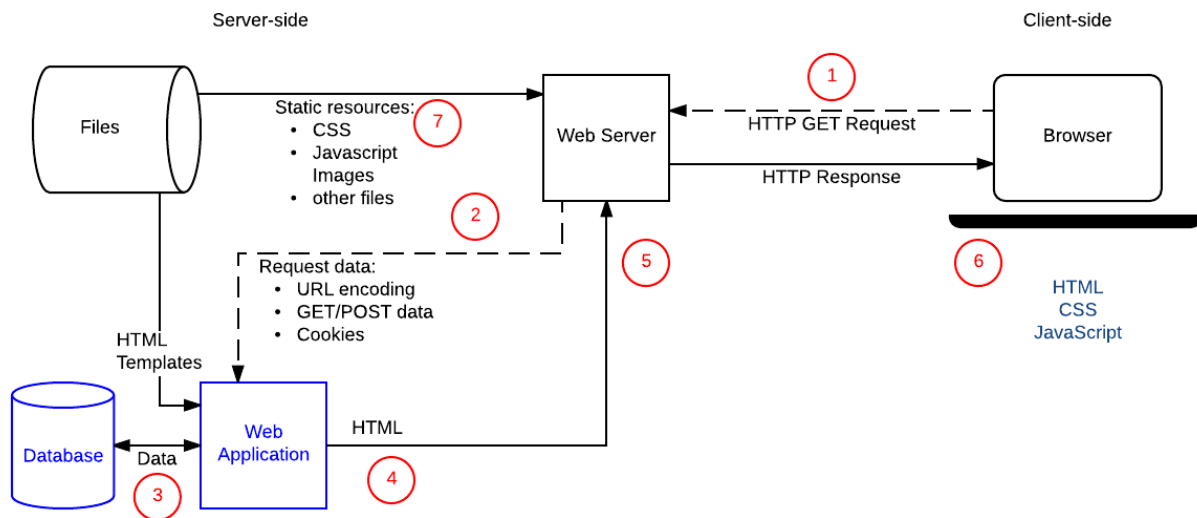 Server-side
Client-side
Files
Static resources:
• CSS
• Javascript
Images
• other files
7
Web Server
1
HTTP GET Request
HTTP Response
Browser
2
Request data:
• URL encoding
• GET/POST data
• Cookies
5
6
HTML
CSS
JavaScript
HTML
Templates
Database
Data
3
Web
Application
HTML
4